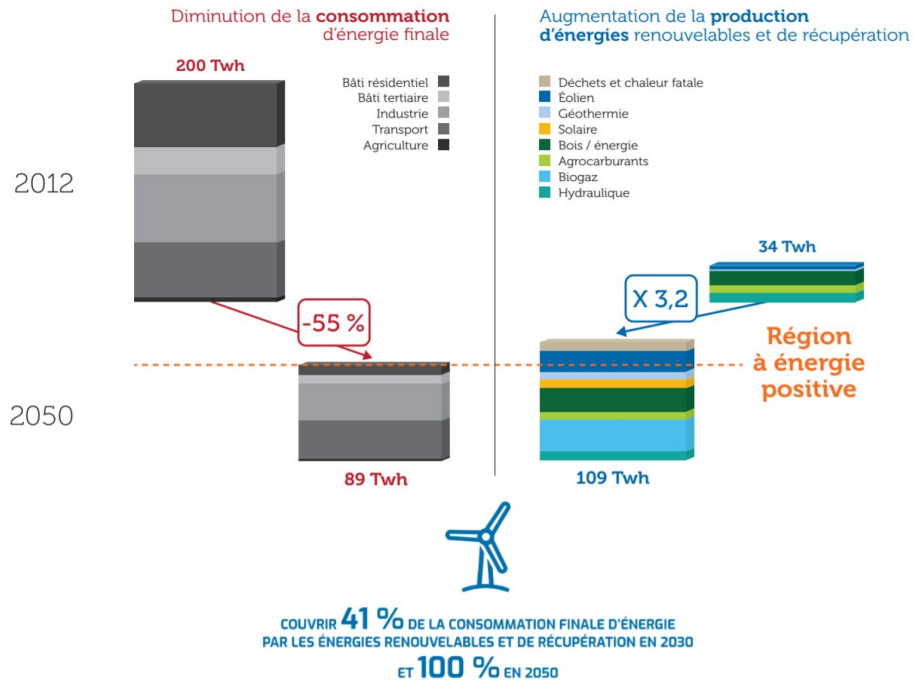 Diminution de la consommation
d'énergie finale
Augmentation de la production
d'énergies renouvelables et de récupération
200 Twh
Bâti résidentiel
Bâti tertiaire
Industrie
Transport
Agriculture
Déchets et chaleur fatale
Éolien
Géothermie
Solaire
Bois / énergie
Agrocarburants
Biogaz
Hydraulique
2012
34 Twh
-55 %
X 3,2
Région
à énergie
positive
2050
89 Twh
109 Twh
COUVRIR 41 % DE LA CONSOMMATION FINALE D'ÉNERGIE
PAR LES ÉNERGIES RENOUVELABLES ET DE RÉCUPÉRATION EN 2030
ET 100 % EN 2050